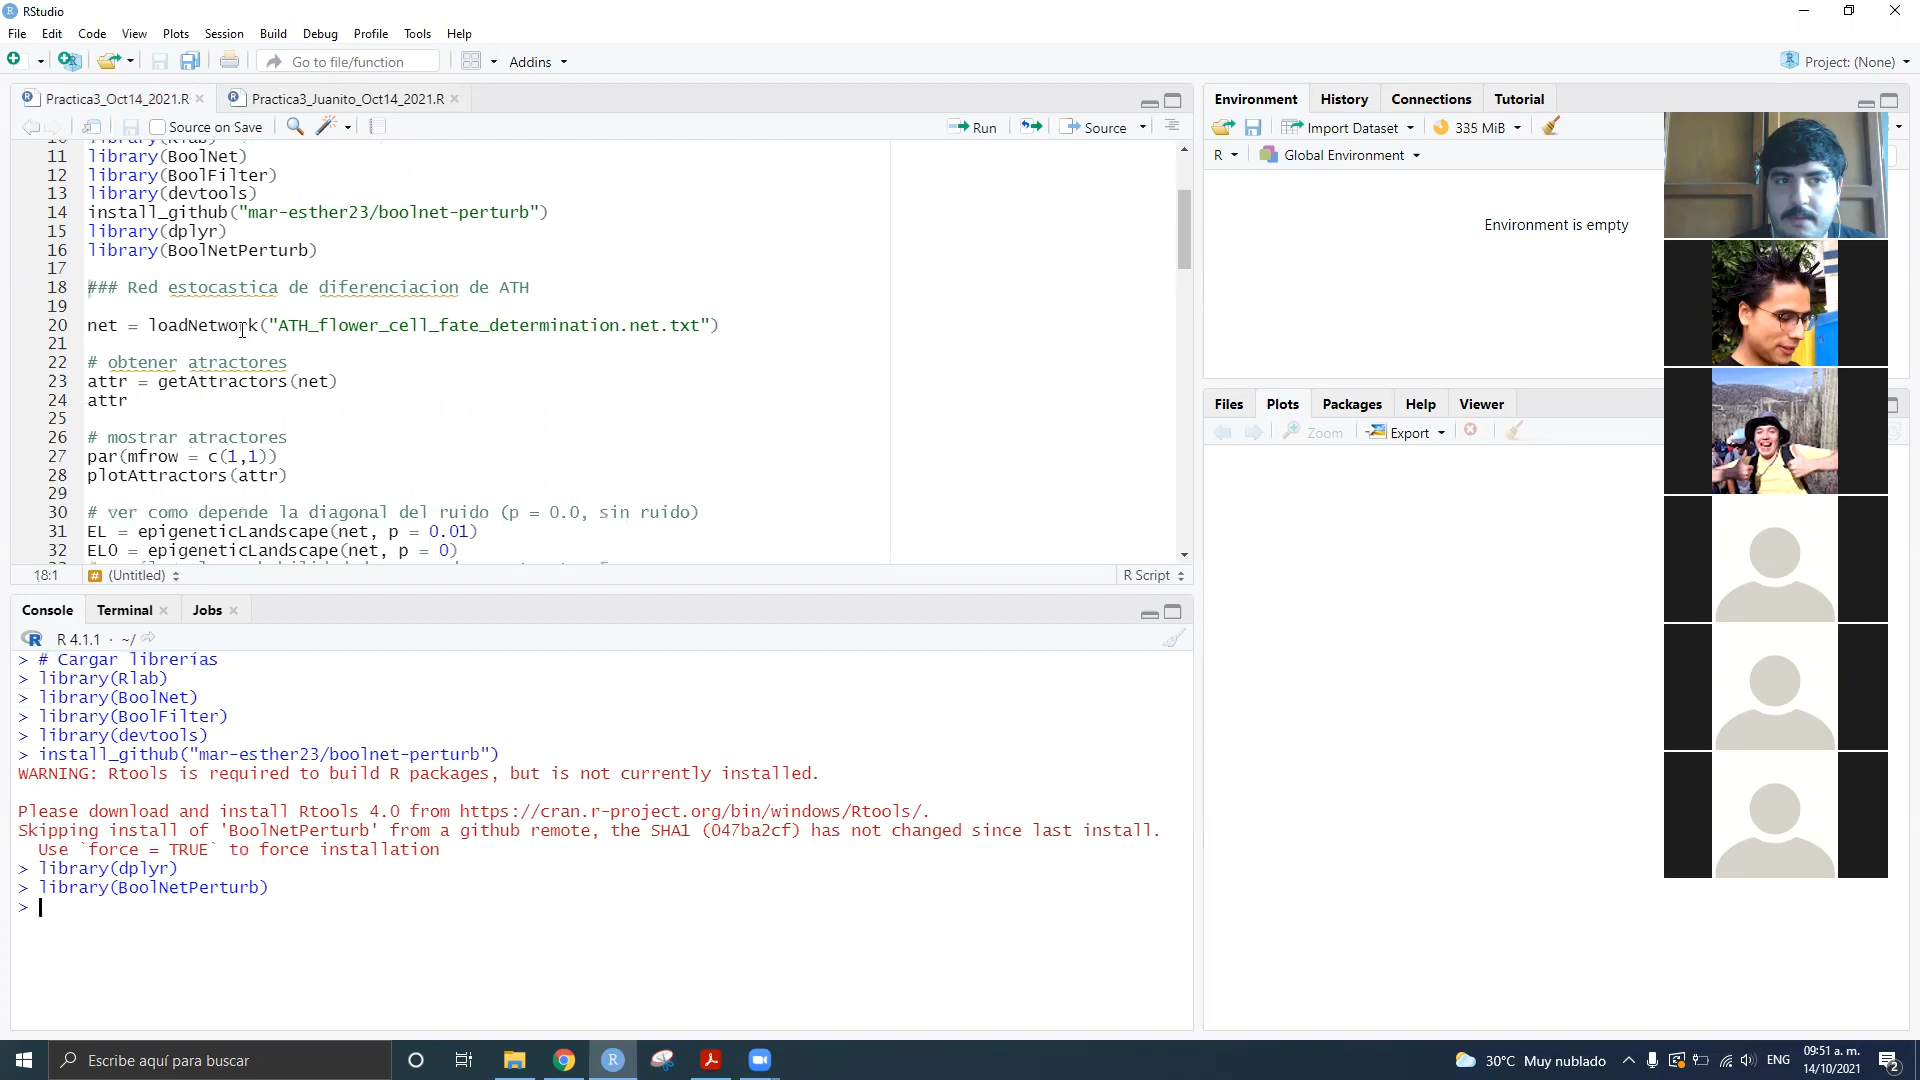 RStudio
File Edit Code View Plots Session Build Debug Profile Tools Help
Go to file/function Addins Project: (None)
Practica3_Oct14_2021.R Practica3_Juanito_Oct14_2021.R
Source on Save Run Source
11 library(BoolNet)
12 library(BoolFilter)
13 library(devtools)
14 install_github("mar-esther23/boolnet-perturb")
15 library(dplyr)
16 library(BoolNetPerturb)
17
18 ### Red estocastica de diferenciacion de ATH
19
20 net = loadNetwork("ATH_flower_cell_fate_determination.net.txt")
21
22 # obtener atractores
23 attr = getAttractors(net)
24 attr
25
26 # mostrar atractores
27 par(mfrow = c(1,1))
28 plotAttractors(attr)
29
30 # ver como depende la diagonal del ruido (p = 0.0, sin ruido)
31 EL = epigeneticLandscape(net, p = 0.01)
32 EL0 = epigeneticLandscape(net, p = 0)
18:1 (Untitled) R Script
Console Terminal Jobs
R 4.1.1 · ~/
> # Cargar librerías
> library(Rlab)
> library(BoolNet)
> library(BoolFilter)
> library(devtools)
> install_github("mar-esther23/boolnet-perturb")
WARNING: Rtools is required to build R packages, but is not currently installed.
Please download and install Rtools 4.0 from https://cran.r-project.org/bin/windows/Rtools/.
Skipping install of 'BoolNetPerturb' from a github remote, the SHA1 (047ba2cf) has not changed since last install.
Use `force = TRUE` to force installation
> library(dplyr)
> library(BoolNetPerturb)
>
Environment History Connections Tutorial
Import Dataset 335 MiB
R Global Environment
Environment is empty
Files Plots Packages Help Viewer
Zoom Export
Escribe aquí para buscar
30°C Muy nublado ENG
09:51 a. m.
14/10/2021
2